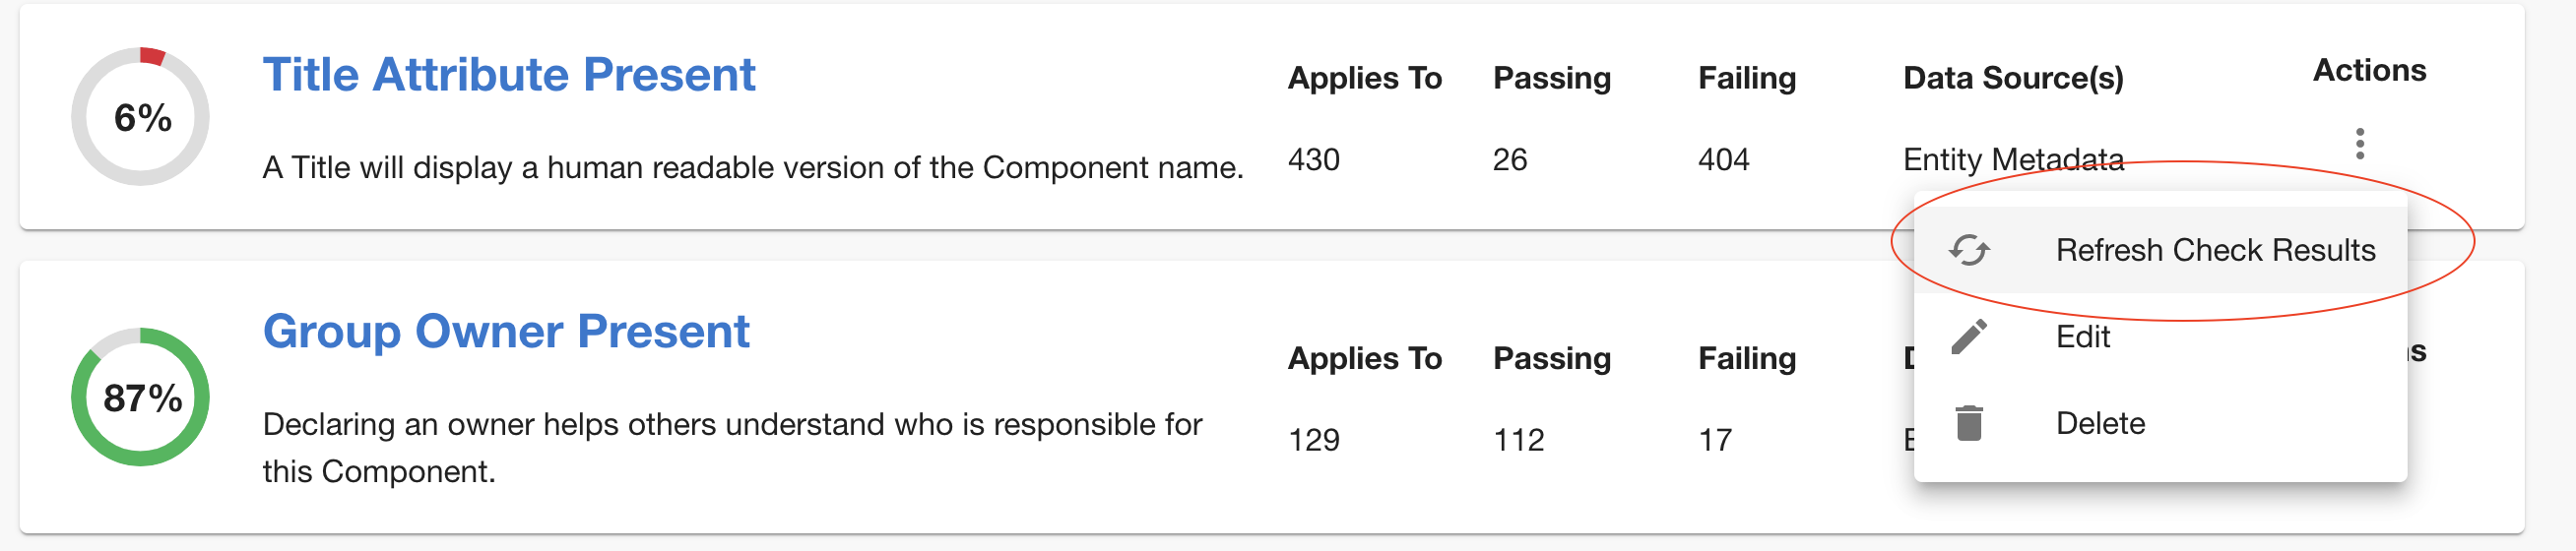 6%
Title Attribute Present
A Title will display a human readable version of the Component name.
Applies To Passing Failing Data Source(s) Actions
430 26 404 Entity Metadata
Refresh Check Results
Edit
Delete
87%
Group Owner Present
Declaring an owner helps others understand who is responsible for
this Component.
Applies To Passing Failing
129 112 17